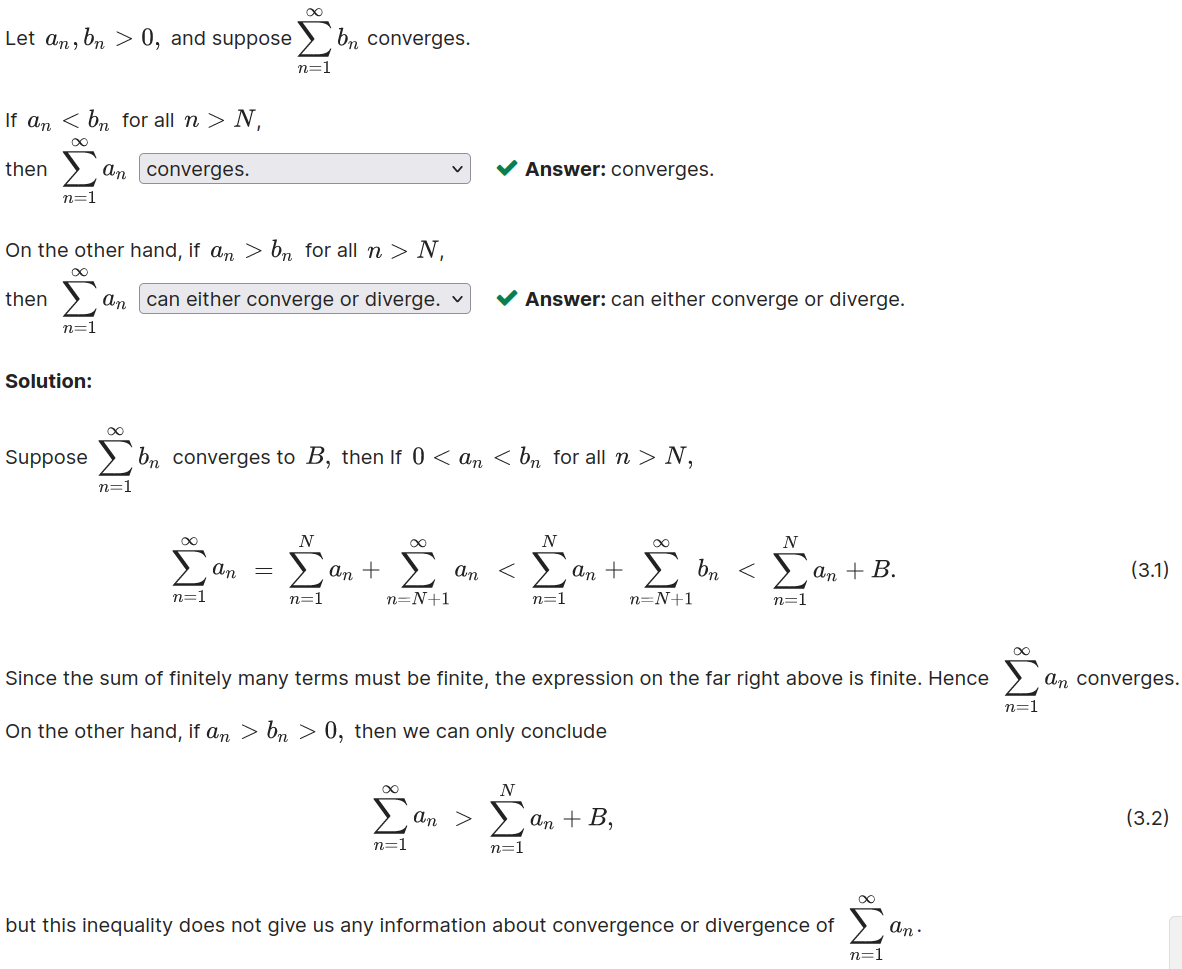 Let $a_n, b_n > 0,$ and suppose $\sum_{n=1}^{\infty} b_n$ converges.
If $a_n < b_n$ for all $n > N,$
then $\sum_{n=1}^{\infty} a_n$ converges. ✔ Answer: converges.
On the other hand, if $a_n > b_n$ for all $n > N,$
then $\sum_{n=1}^{\infty} a_n$ can either converge or diverge. ✔ Answer: can either converge or diverge.
Solution:
Suppose $\sum_{n=1}^{\infty} b_n$ converges to $B,$ then If $0 < a_n < b_n$ for all $n > N,$
$\sum_{n=1}^{\infty} a_n = \sum_{n=1}^{N} a_n + \sum_{n=N+1}^{\infty} a_n < \sum_{n=1}^{N} a_n + \sum_{n=N+1}^{\infty} b_n < \sum_{n=1}^{N} a_n + B.$ (3.1)
Since the sum of finitely many terms must be finite, the expression on the far right above is finite. Hence $\sum_{n=1}^{\infty} a_n$ converges.
On the other hand, if $a_n > b_n > 0,$ then we can only conclude
$\sum_{n=1}^{\infty} a_n > \sum_{n=1}^{N} a_n + B,$ (3.2)
but this inequality does not give us any information about convergence or divergence of $\sum_{n=1}^{\infty} a_n.$